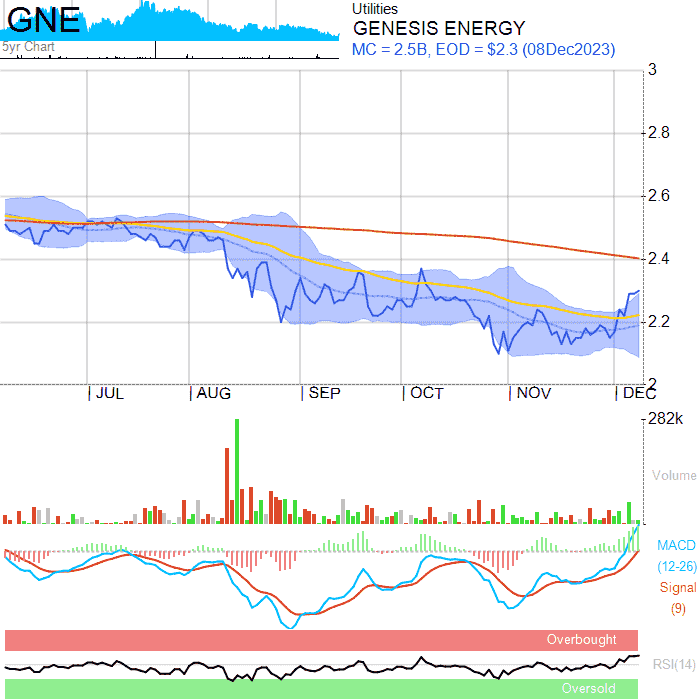 GNE
5yr Chart
Utilities
GENESIS ENERGY
MC = 2.5B, EOD = $2.3 (08Dec2023)
3
2.8
2.6
2.4
2.2
2
JUL AUG SEP OCT NOV DEC
282k
Volume
MACD
(12-26)
Signal
(9)
Overbought
RSI(14)
Oversold